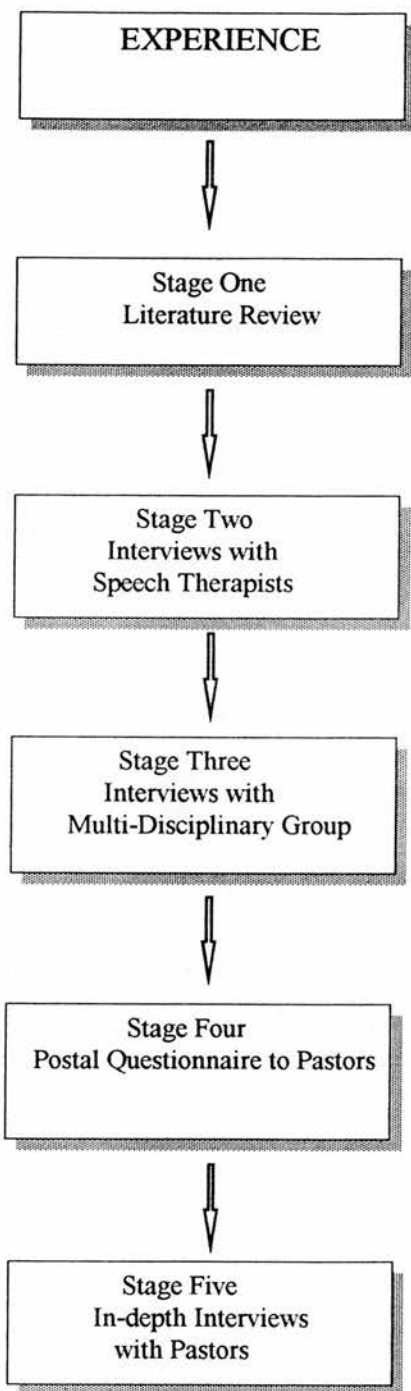 EXPERIENCE
Stage One
Literature Review
Stage Two
Interviews with
Speech Therapists
Stage Three
Interviews with
Multi-Disciplinary Group
Stage Four
Postal Questionnaire to Pastors
Stage Five
In-depth Interviews
with Pastors